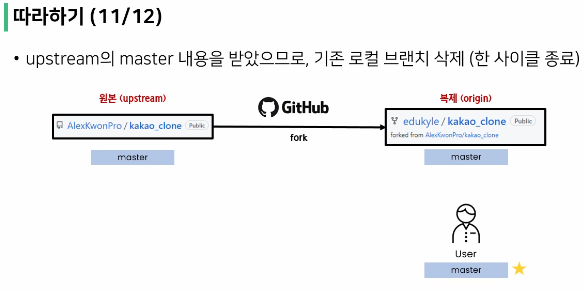 따라하기 (11/12)
• upstream의 master 내용을 받았으므로, 기존 로컬 브랜치 삭제 (한 사이클 종료)
원본 (upstream)
GitHub
복제 (origin)
AlexKwonPro / kakao_clone Public
fork
edukyle / kakao_clone Public
forked from AlexKwonPro/kakao_clone
master
master
User
master